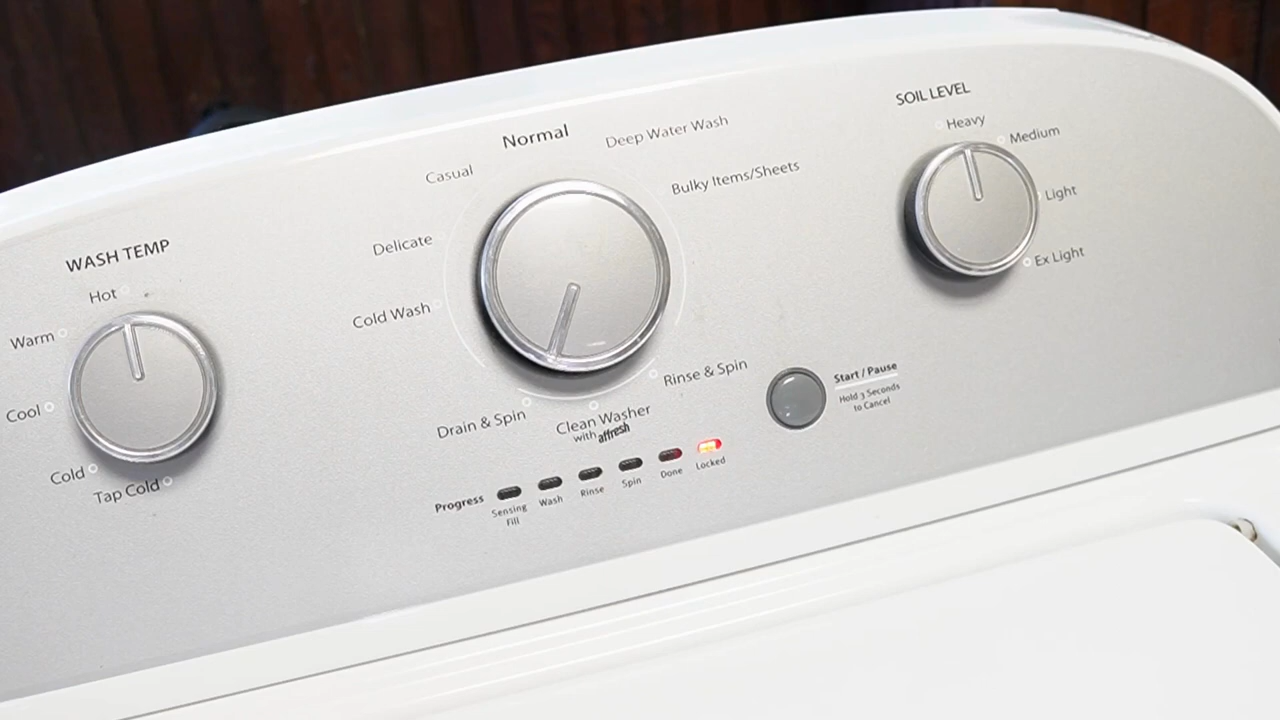 WASH TEMP
Hot
Warm
Cool
Cold
Tap Cold
Normal
Casual
Delicate
Cold Wash
Drain & Spin
Clean Washer
with affresh
Rinse & Spin
Bulky Items/Sheets
Deep Water Wash
SOIL LEVEL
Heavy
Medium
Light
Ex Light
Start / Pause
Hold 3 Seconds
to Cancel
Progress
Sensing
Fill
Wash
Rinse
Spin
Done
Locked